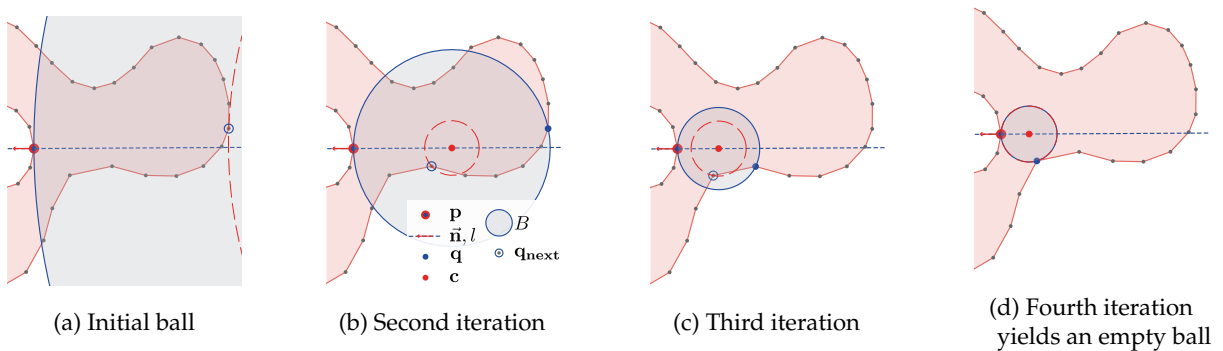 p
n⃗, l
q
c
B
q_next
(a) Initial ball
(b) Second iteration
(c) Third iteration
(d) Fourth iteration
yields an empty ball